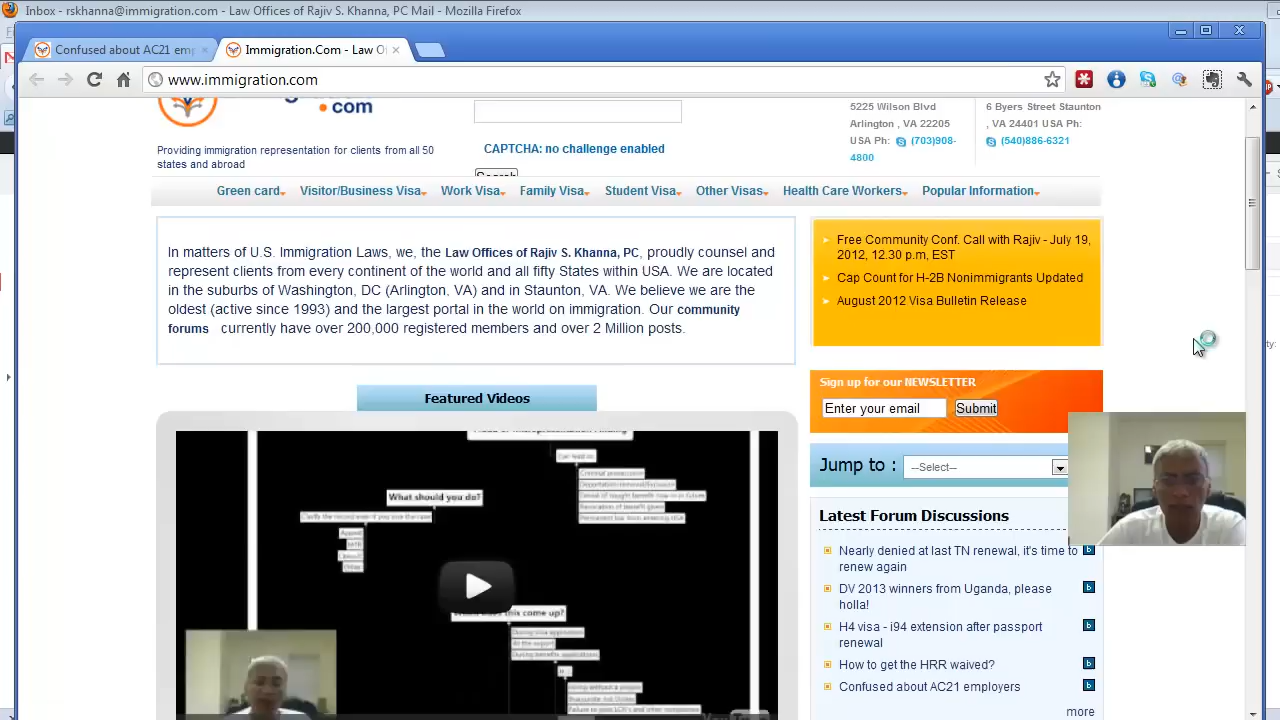 Inbox - rskhanna@immigration.com - Law Offices of Rajiv S. Khanna, PC Mail - Mozilla Firefox
Confused about AC21 em
Immigration.Com - Law O
www.immigration.com
.com
Providing immigration representation for clients from all 50
states and abroad
CAPTCHA: no challenge enabled
Search
5225 Wilson Blvd
Arlington , VA 22205
USA Ph: (703)908-
4800
6 Byers Street Staunton
, VA 24401 USA Ph:
(540)886-6321
Green card
Visitor/Business Visa
Work Visa
Family Visa
Student Visa
Other Visas
Health Care Workers
Popular Information
In matters of U.S. Immigration Laws, we, the Law Offices of Rajiv S. Khanna, PC, proudly counsel and
represent clients from every continent of the world and all fifty States within USA. We are located
in the suburbs of Washington, DC (Arlington, VA) and in Staunton, VA. We believe we are the
oldest (active since 1993) and the largest portal in the world on immigration. Our community
forums currently have over 200,000 registered members and over 2 Million posts.
Free Community Conf. Call with Rajiv - July 19,
2012, 12.30 p.m, EST
Cap Count for H-2B Nonimmigrants Updated
August 2012 Visa Bulletin Release
Sign up for our NEWSLETTER
Enter your email
Submit
Jump to :
--Select--
Featured Videos
What should you do?
this come up?
Latest Forum Discussions
Nearly denied at last TN renewal, it's time to
renew again
DV 2013 winners from Uganda, please
holla!
H4 visa - i94 extension after passport
renewal
How to get the HRR waived?
more